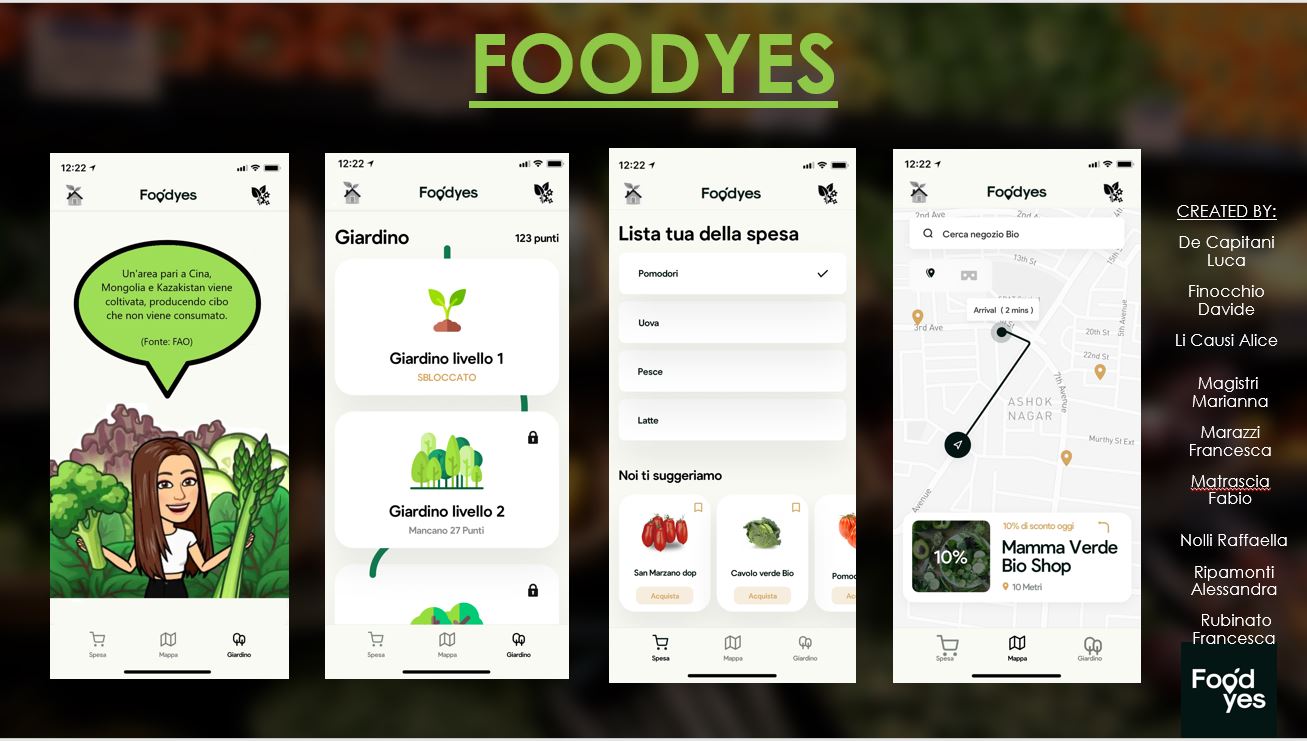 FOODYES
12:22
Foodyes
Un'area pari a Cina,
Mongolia e Kazakistan viene
coltivata, producendo cibo
che non viene consumato.
(Fonte: FAO)
Spesa
Mappa
Giardino
12:22
Foodyes
Giardino
123 punti
Giardino livello 1
SBLOCCATO
Giardino livello 2
Mancano 27 Punti
Spesa
Mappa
Giardino
12:22
Foodyes
Lista tua della spesa
Pomodori
Uova
Pesce
Latte
Noi ti suggeriamo
San Marzano dop
Cavolo verde Bio
Pomo
Acquista
Acquista
Ac
Spesa
Mappa
Giardino
12:22
Foodyes
2nd Ave
2nd
Cerca negozio Bio
13th St
15th
Arrival ( 2 mins )
3rd Ave
5th Avenue
20th St
22nd St
7th Avenue
ASHOK
NAGAR
Murthy St Ext
Avenue
10%
10% di sconto oggi
Mamma Verde
Bio Shop
10 Metri
Spesa
Mappa
Giardino
CREATED BY:
De Capitani
Luca
Finocchio
Davide
Li Causi Alice
Magistri
Marianna
Marazzi
Francesca
Matrascia
Fabio
Nolli Raffaella
Ripamonti
Alessandra
Rubinato
Francesca
Food
yes